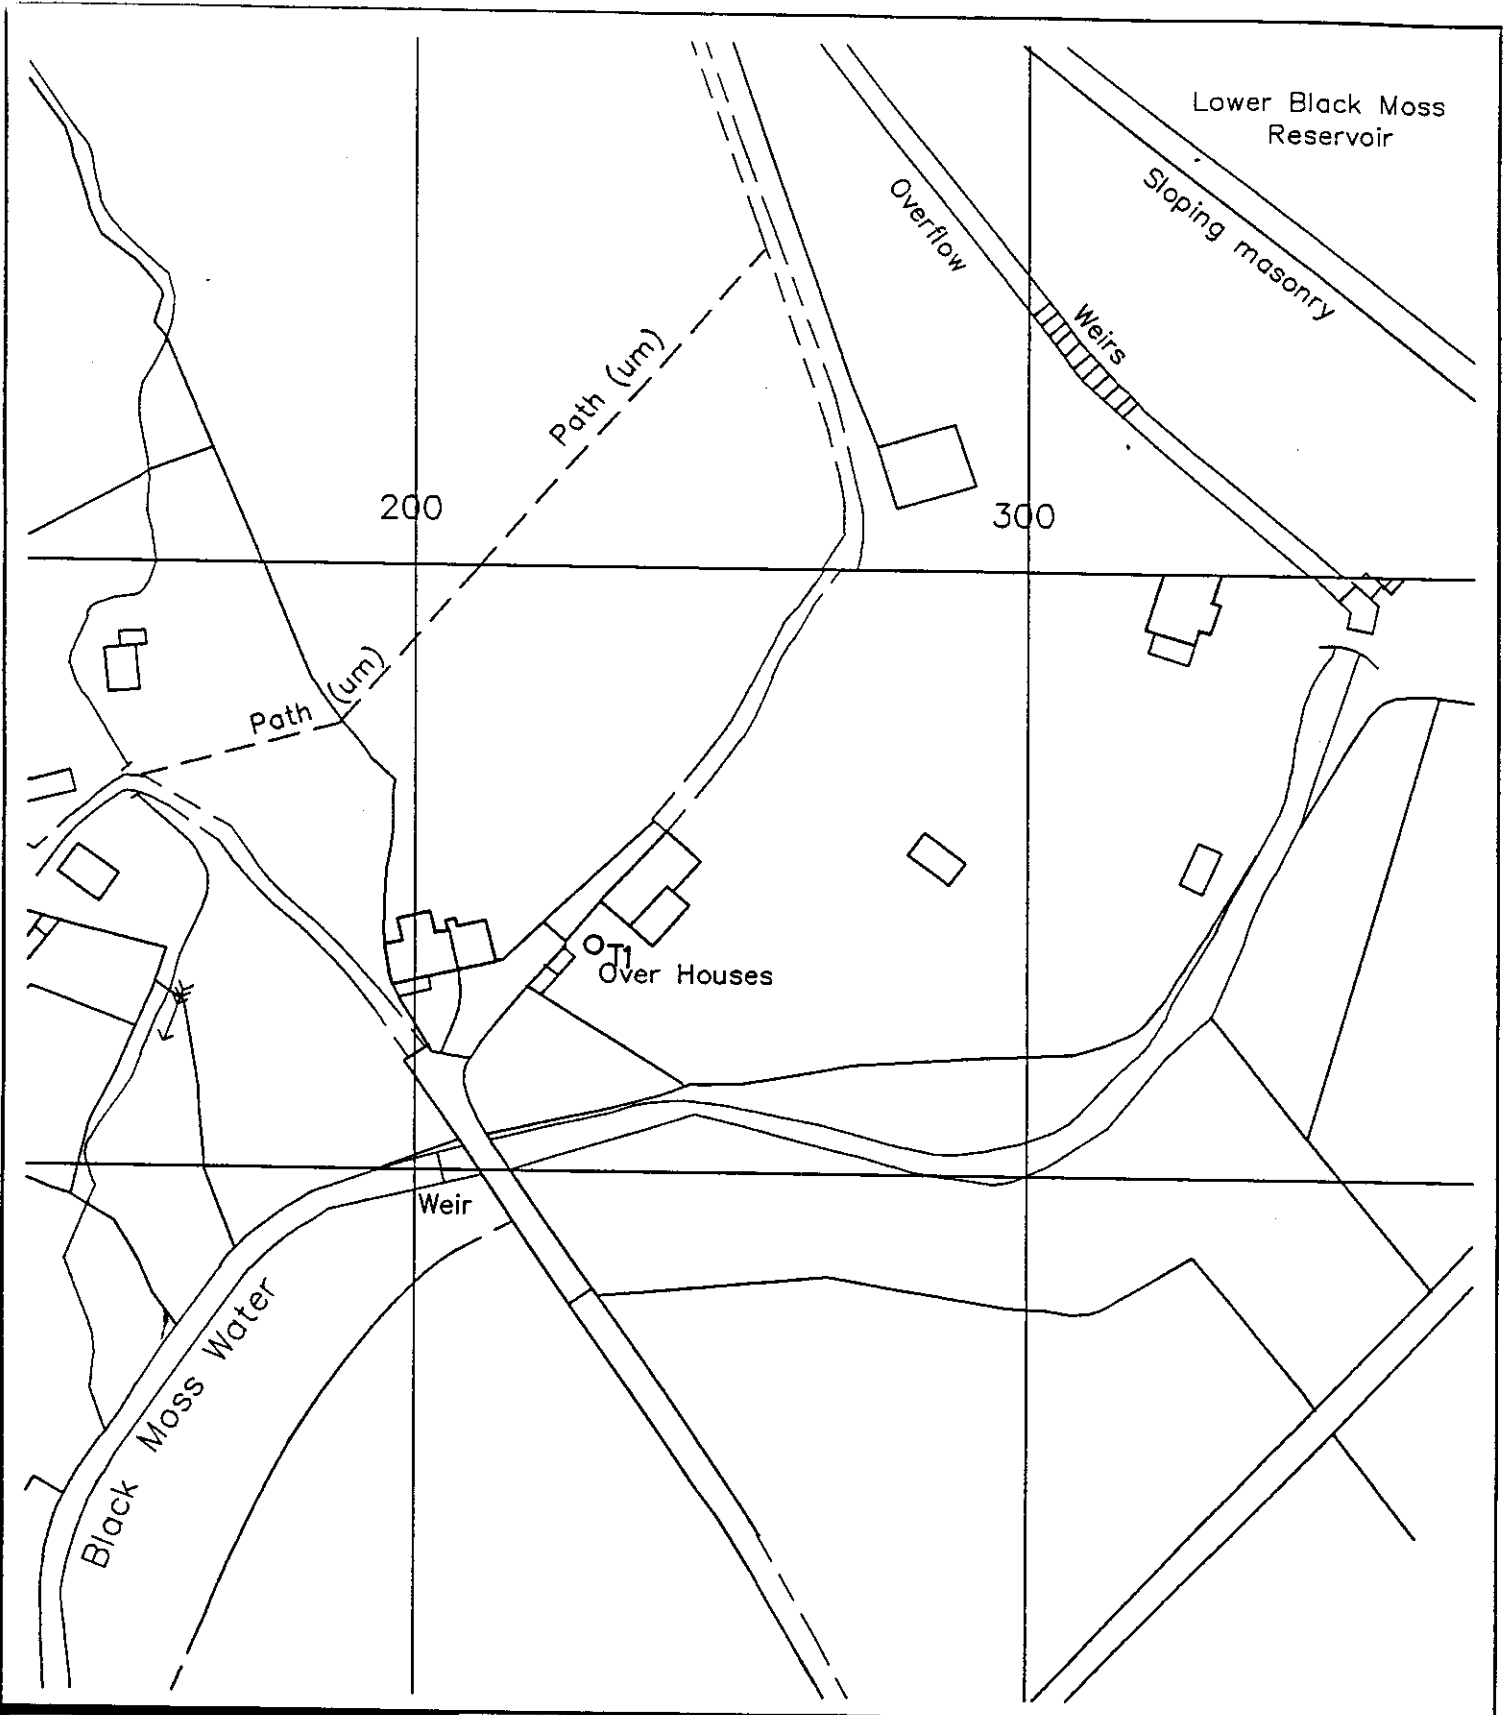 Lower Black Moss
Reservoir
Overflow
Sloping masonry
Weirs
Path (um)
200
300
Path (um)
T1
Over Houses
Weir
Black Moss Water